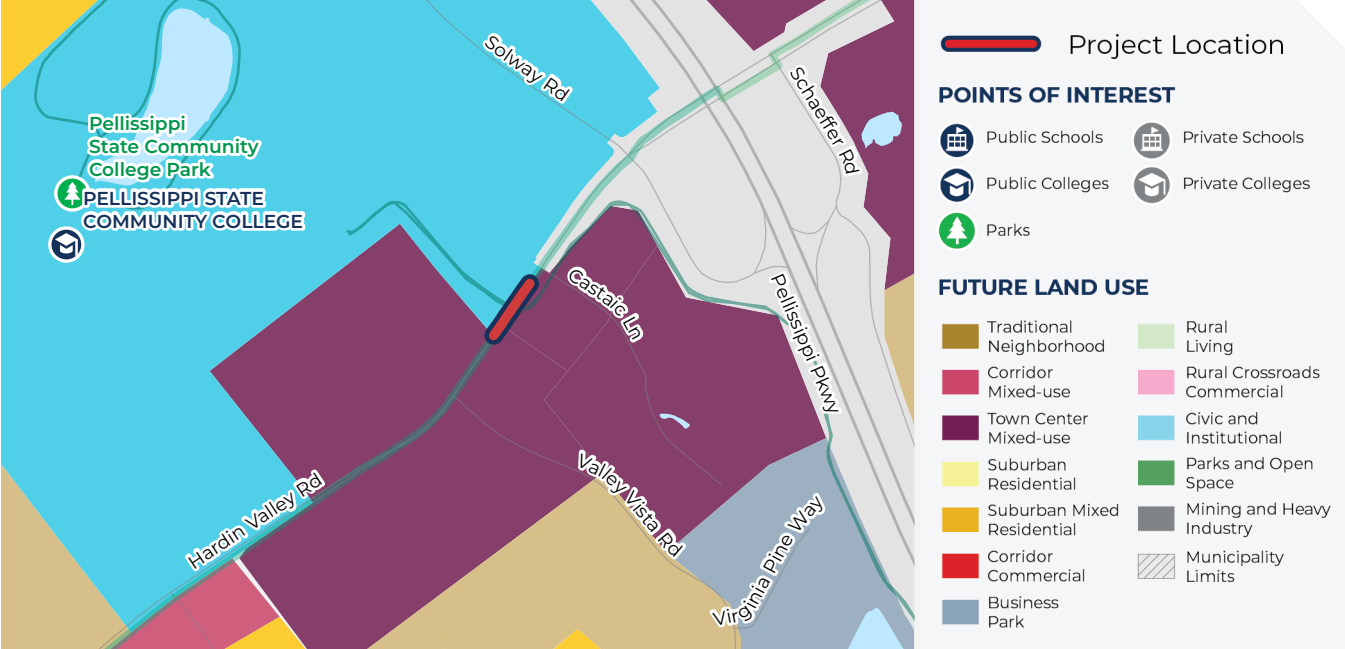 Solway Rd
Schaeffer Rd
Pellissippi
State Community
College Park
PELLISSIPPI STATE
COMMUNITY COLLEGE
Castaic Ln
Pellissippi Pkwy
Hardin Valley Rd
Valley Vista Rd
Virginia Pine Way
Project Location
POINTS OF INTEREST
Public Schools
Private Schools
Public Colleges
Private Colleges
Parks
FUTURE LAND USE
Traditional
Neighborhood
Corridor
Mixed-use
Town Center
Mixed-use
Suburban
Residential
Suburban Mixed
Residential
Corridor
Commercial
Business
Park
Rural
Living
Rural Crossroads
Commercial
Civic and
Institutional
Parks and Open
Space
Mining and Heavy
Industry
Municipality
Limits